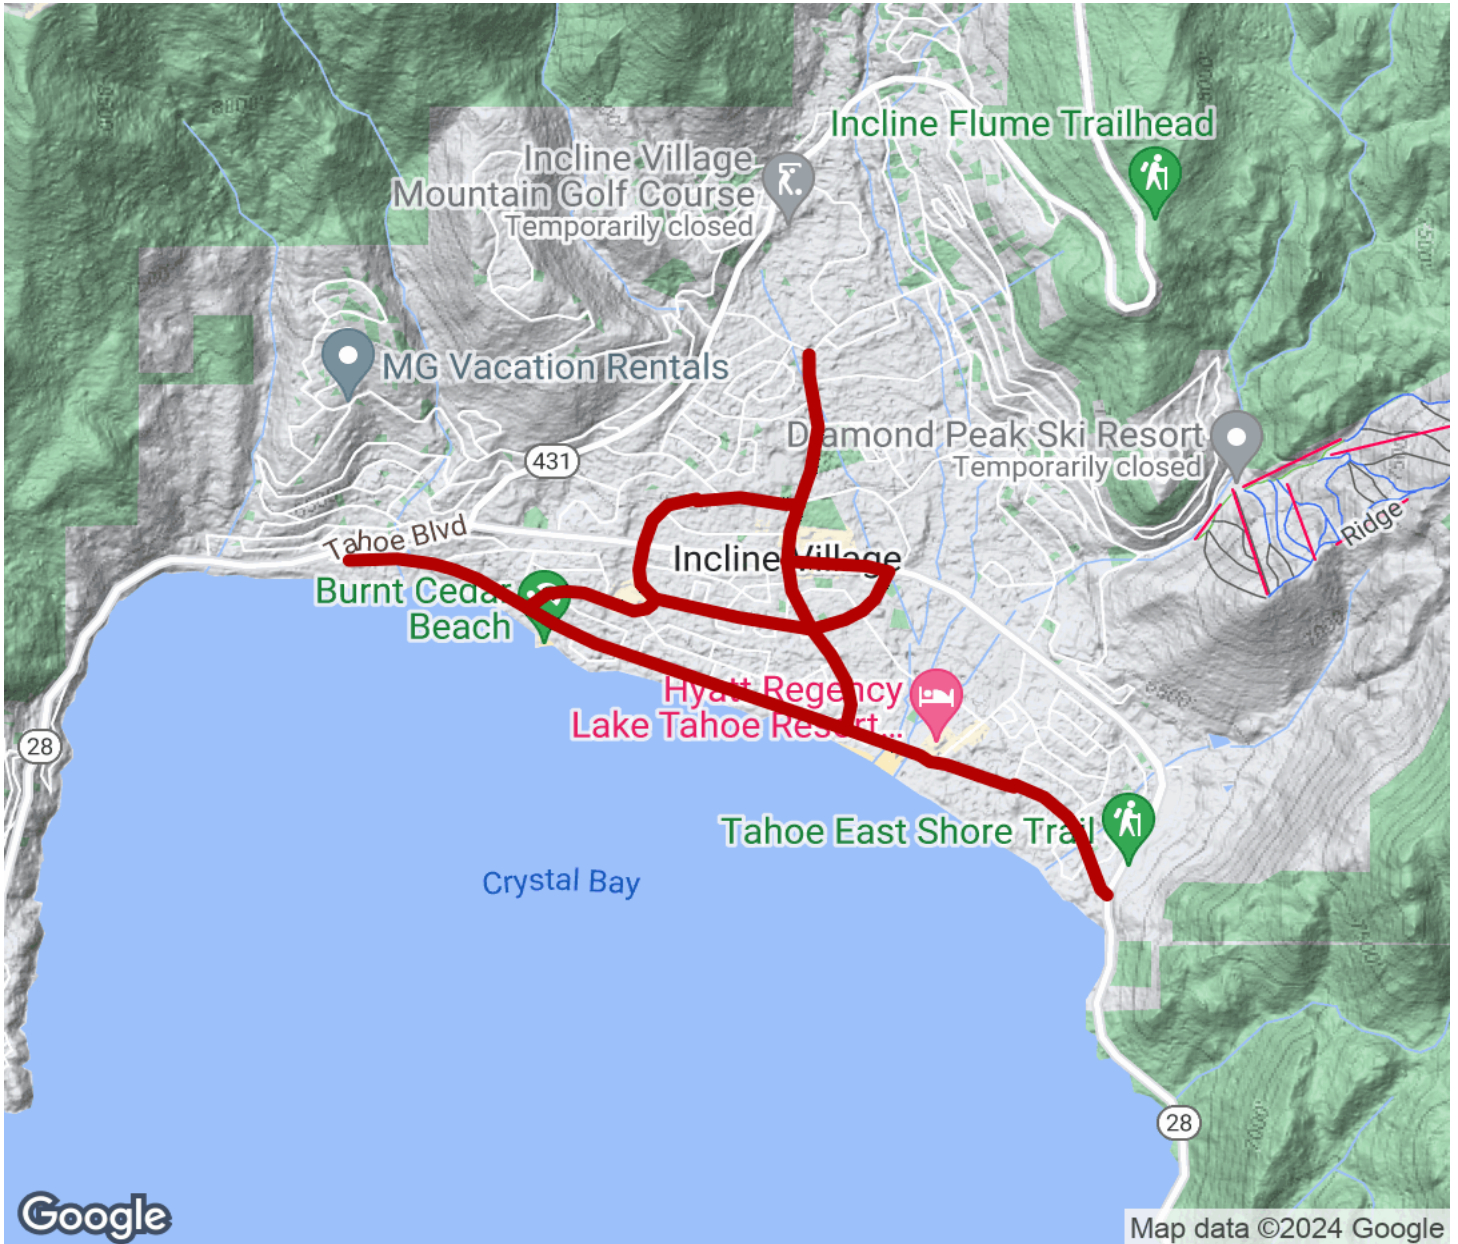 Incline Flume Trailhead
Incline Village
Mountain Golf Course
Temporarily closed
MG Vacation Rentals
Diamond Peak Ski Resort
Temporarily closed
431
Ridge
Tahoe Blvd
Incline Village
Burnt Cedar
Beach
Hyatt Regency
Lake Tahoe Resort...
28
Tahoe East Shore Trail
Crystal Bay
28
Google
Map data ©2024 Google